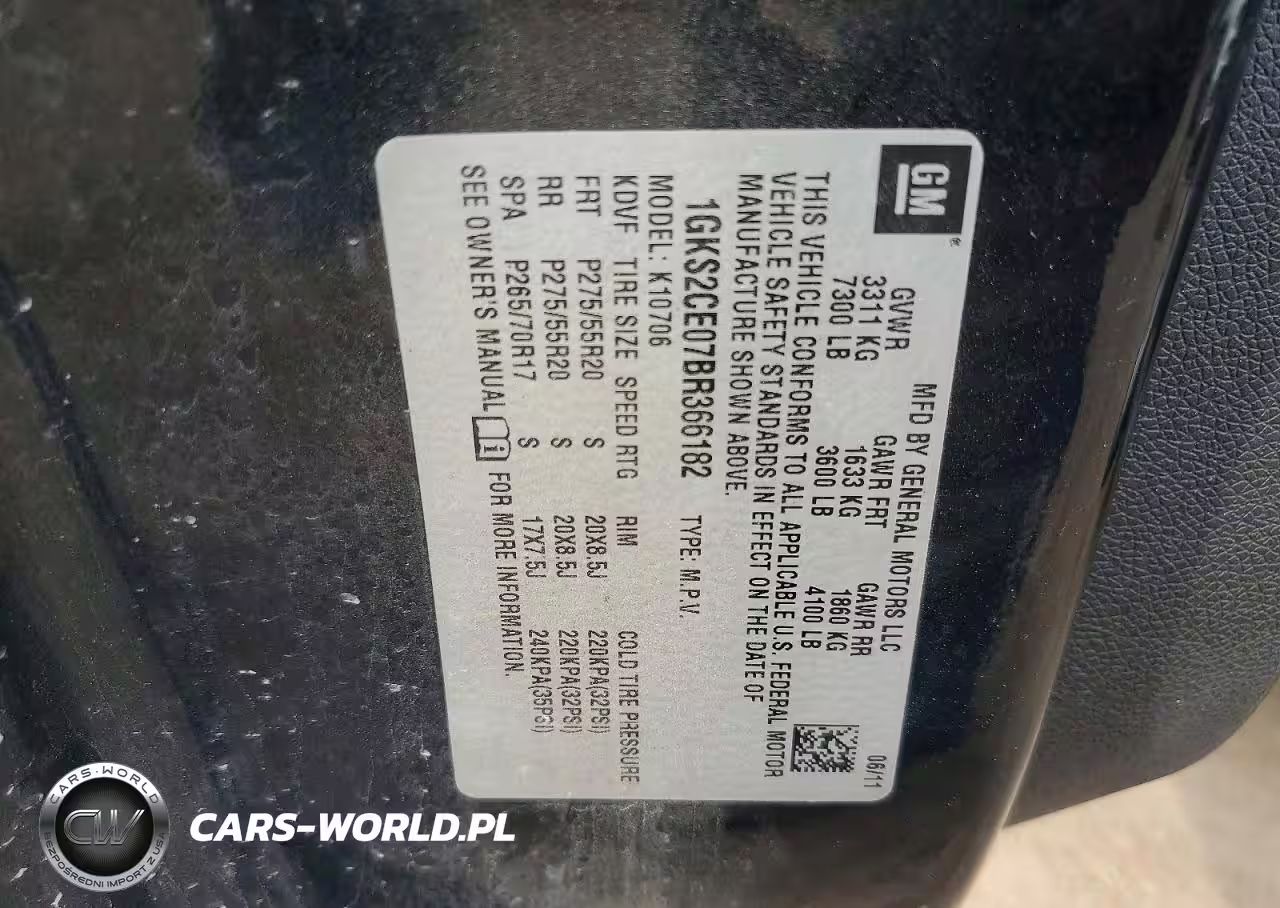 GM
®
MFD BY GENERAL MOTORS LLC 06/11
GVWR GAWR FRT GAWR RR
3311 KG 1633 KG 1860 KG
7300 LB 3600 LB 4100 LB
THIS VEHICLE CONFORMS TO ALL APPLICABLE U.S. FEDERAL MOTOR
VEHICLE SAFETY STANDARDS IN EFFECT ON THE DATE OF
MANUFACTURE SHOWN ABOVE.
1GKS2CE07BR366182 TYPE: M.P.V.
MODEL: K10706
KDVF TIRE SIZE SPEED RTG RIM COLD TIRE PRESSURE
FRT P275/55R20 S 20X8.5J 220KPA(32PSI)
RR P275/55R20 S 20X8.5J 220KPA(32PSI)
SPA P265/70R17 S 17X7.5J 240KPA(35PSI)
SEE OWNER'S MANUAL i FOR MORE INFORMATION.
CARS-WORLD
CW
BEZPOŚREDNI IMPORT Z USA
CARS-WORLD.PL